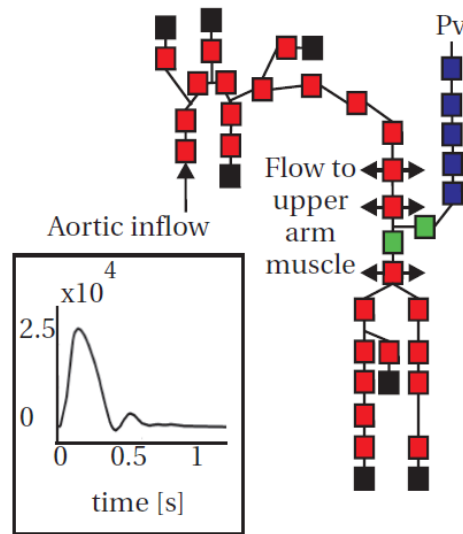 Pv
Flow to
upper
arm
muscle
Aortic inflow
4
x10
2.5
0
0 0.5 1
time [s]